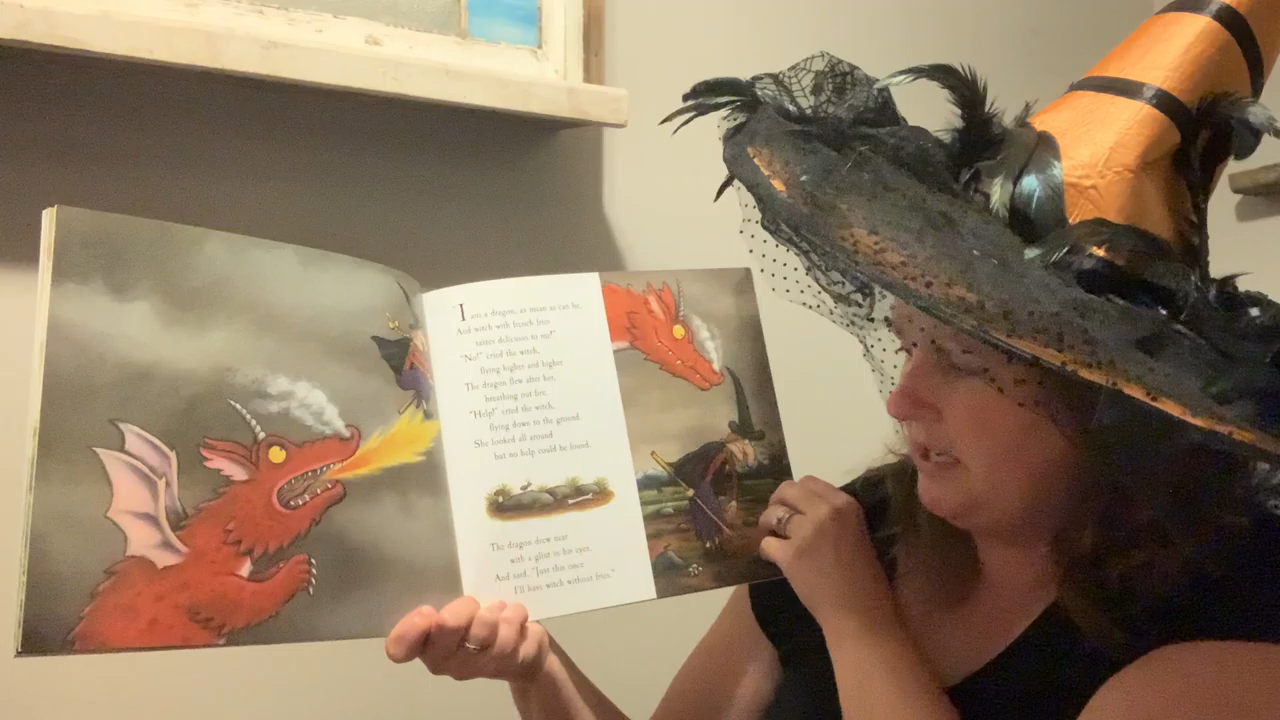 "I am a dragon, as mean as can be,
And witch with french fries
tastes delicious to me!"
"No!" cried the witch,
flying higher and higher.
The dragon flew after her,
breathing out fire.
"Help!" cried the witch,
flying down to the ground.
She looked all around
but no help could be found.
The dragon drew near
with a glint in his eyes,
And said, "Just this once
I'll have witch without fries."